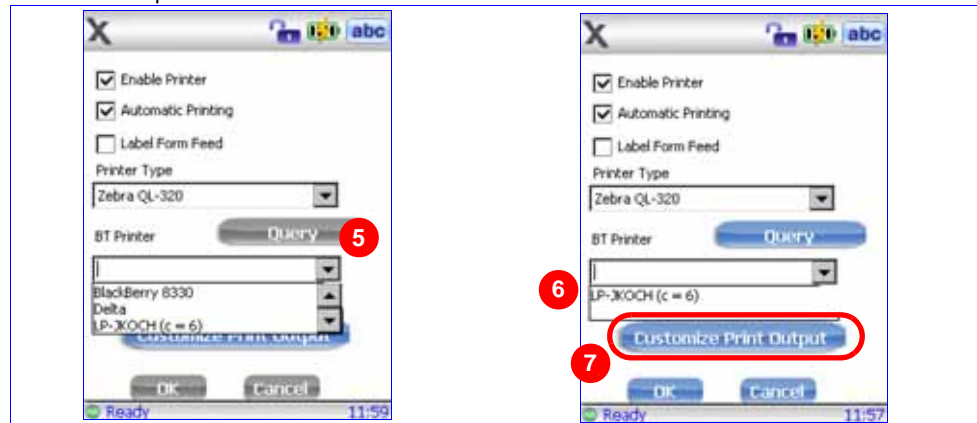 X abc
Enable Printer
Automatic Printing
Label Form Feed
Printer Type
Zebra QL-320
BT Printer Query 5
BlackBerry 8330
Delta
LP-JKOCH (c = 6)
Customize Print Output
OK Cancel
Ready 11:59
X abc
Enable Printer
Automatic Printing
Label Form Feed
Printer Type
Zebra QL-320
BT Printer Query
6
LP-JKOCH (c = 6)
Customize Print Output
7
OK Cancel
Ready 11:57